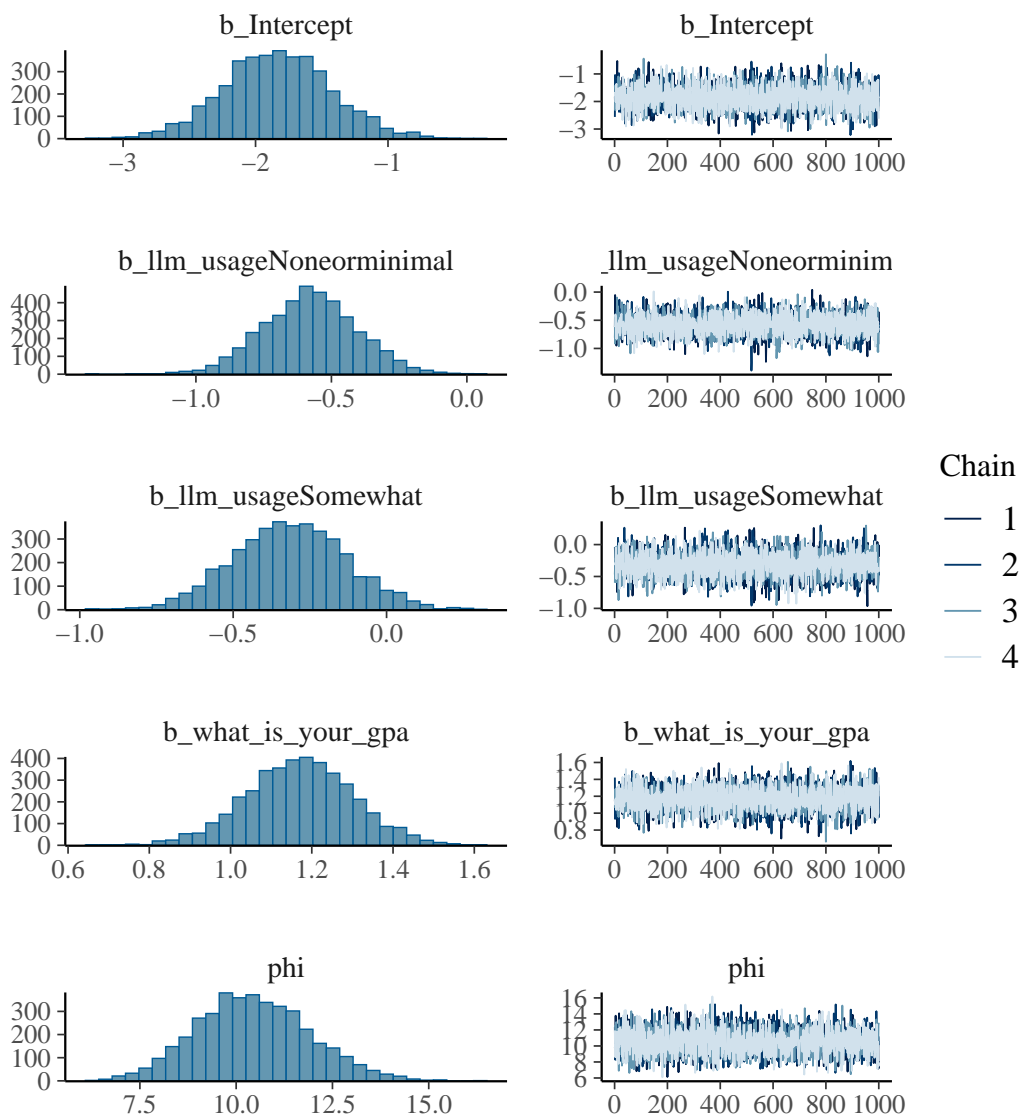 b_Intercept
b_Intercept
300
200
100
0
−3 −2 −1
−1
−2
−3
0 200 400 600 800 1000
b_llm_usageNoneorminimal
_llm_usageNoneorminim
400
300
200
100
0
−1.0 −0.5 0.0
0.0
−0.5
−1.0
0 200 400 600 800 1000
b_llm_usageSomewhat
b_llm_usageSomewhat
300
200
100
0
−1.0 −0.5 0.0
0.0
−0.5
−1.0
0 200 400 600 800 1000
b_what_is_your_gpa
b_what_is_your_gpa
400
300
200
100
0
0.6 0.8 1.0 1.2 1.4 1.6
1.6
1.4
1.2
1.0
0.8
0 200 400 600 800 1000
phi
phi
300
200
100
0
7.5 10.0 12.5 15.0
16
14
12
10
8
6
0 200 400 600 800 1000
Chain
1
2
3
4